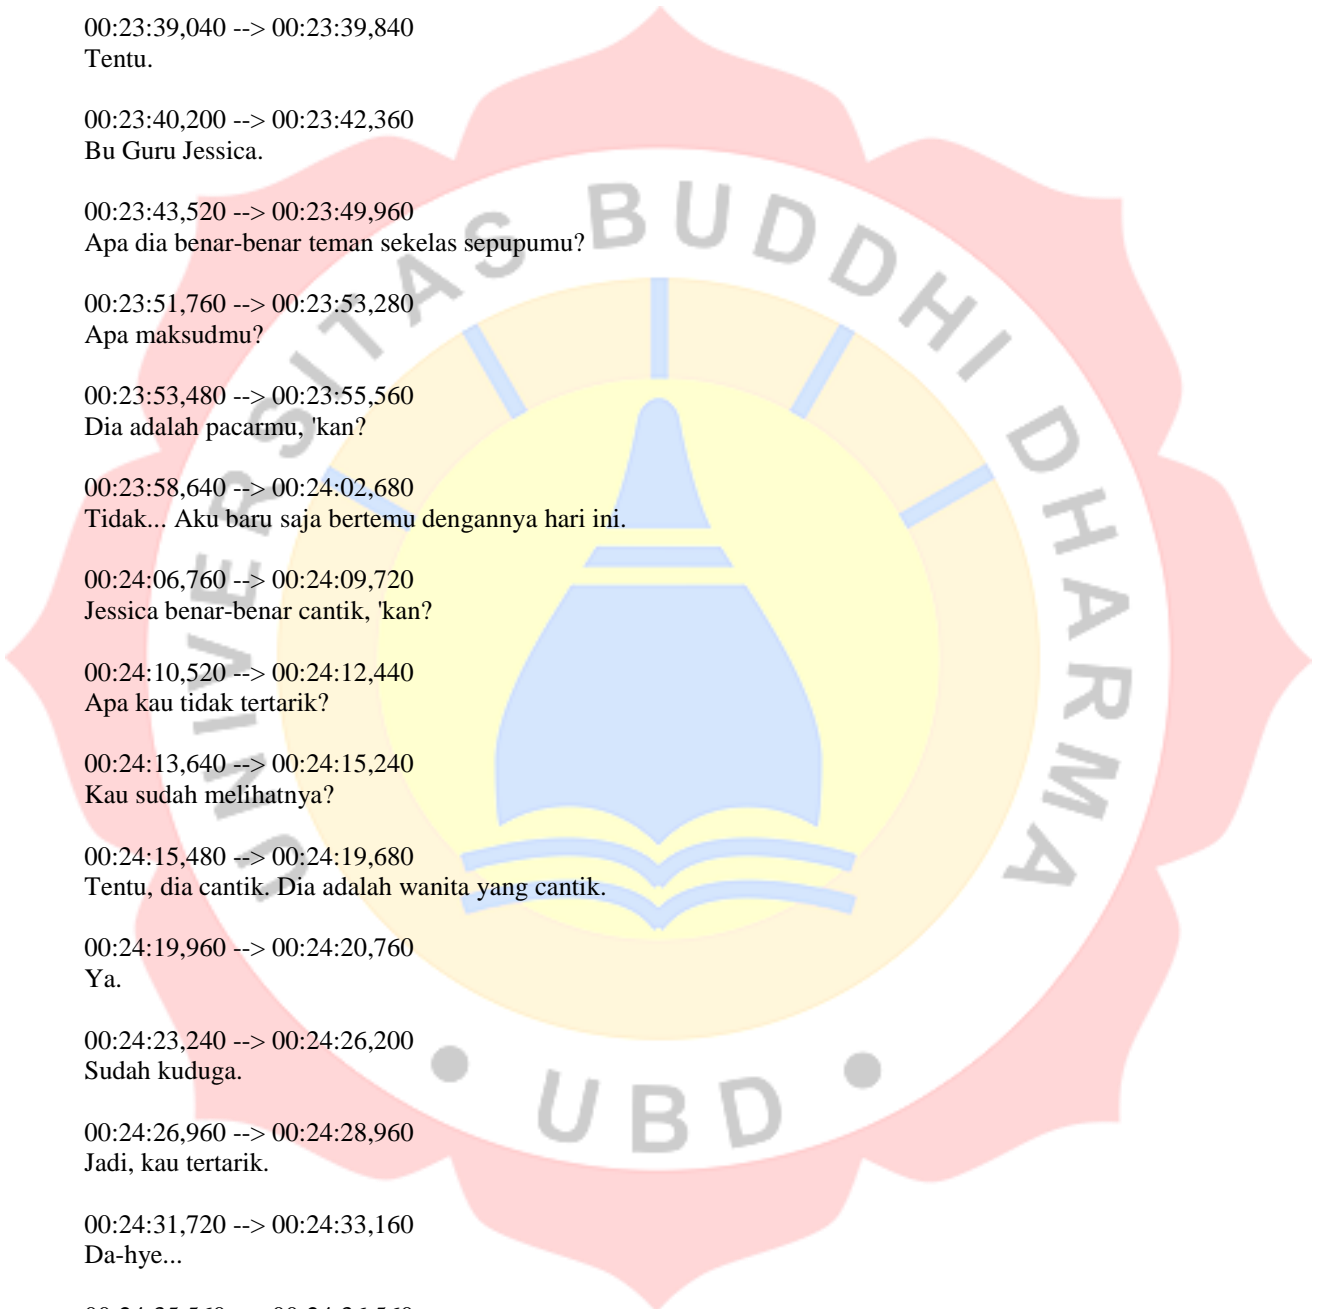 00:23:39,040 --> 00:23:39,840
Tentu.
00:23:40,200 --> 00:23:42,360
Bu Guru Jessica.
00:23:43,520 --> 00:23:49,960
Apa dia benar-benar teman sekelas sepupumu?
00:23:51,760 --> 00:23:53,280
Apa maksudmu?
00:23:53,480 --> 00:23:55,560
Dia adalah pacarmu, 'kan?
00:23:58,640 --> 00:24:02,680
Tidak... Aku baru saja bertemu dengannya hari ini.
00:24:06,760 --> 00:24:09,720
Jessica benar-benar cantik, 'kan?
00:24:10,520 --> 00:24:12,440
Apa kau tidak tertarik?
00:24:13,640 --> 00:24:15,240
Kau sudah melihatnya?
00:24:15,480 --> 00:24:19,680
Tentu, dia cantik. Dia adalah wanita yang cantik.
00:24:19,960 --> 00:24:20,760
Ya.
00:24:23,240 --> 00:24:26,200
Sudah kuduga.
00:24:26,960 --> 00:24:28,960
Jadi, kau tertarik.
00:24:31,720 --> 00:24:33,160
Da-hye...
UNIVERSITAS BUDDHI DHARMA
• UBD •